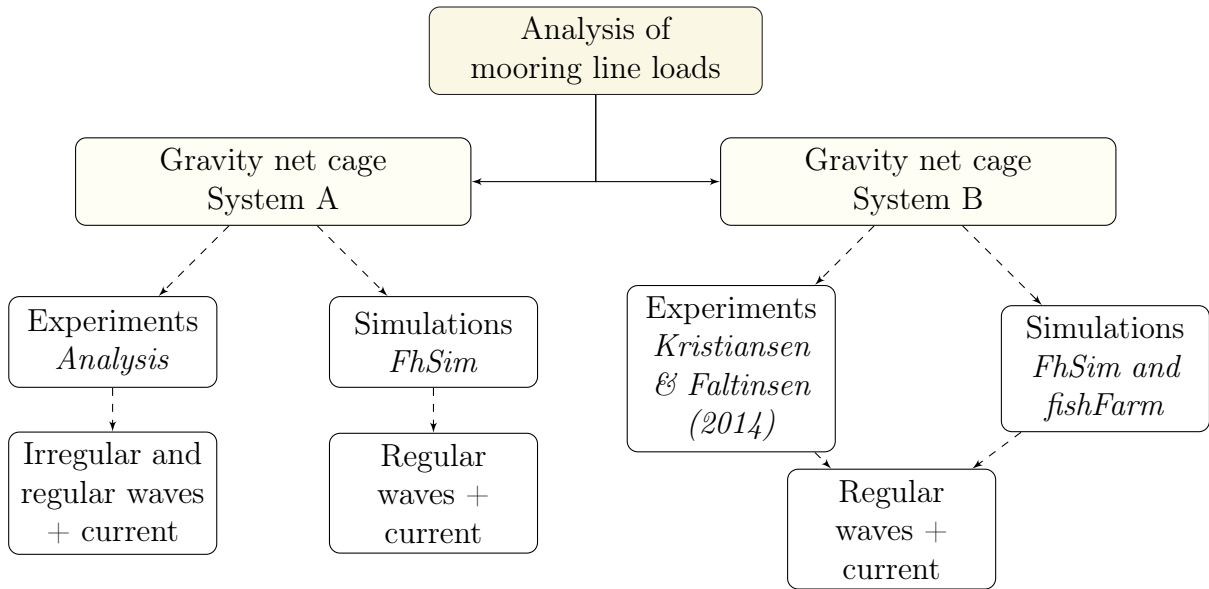 Analysis of
mooring line loads
Gravity net cage
System A
Gravity net cage
System B
Experiments
Analysis
Simulations
FhSim
Experiments
Kristiansen
& Faltinsen
(2014)
Simulations
FhSim and
fishFarm
Irregular and
regular waves
+ current
Regular
waves +
current
Regular
waves +
current